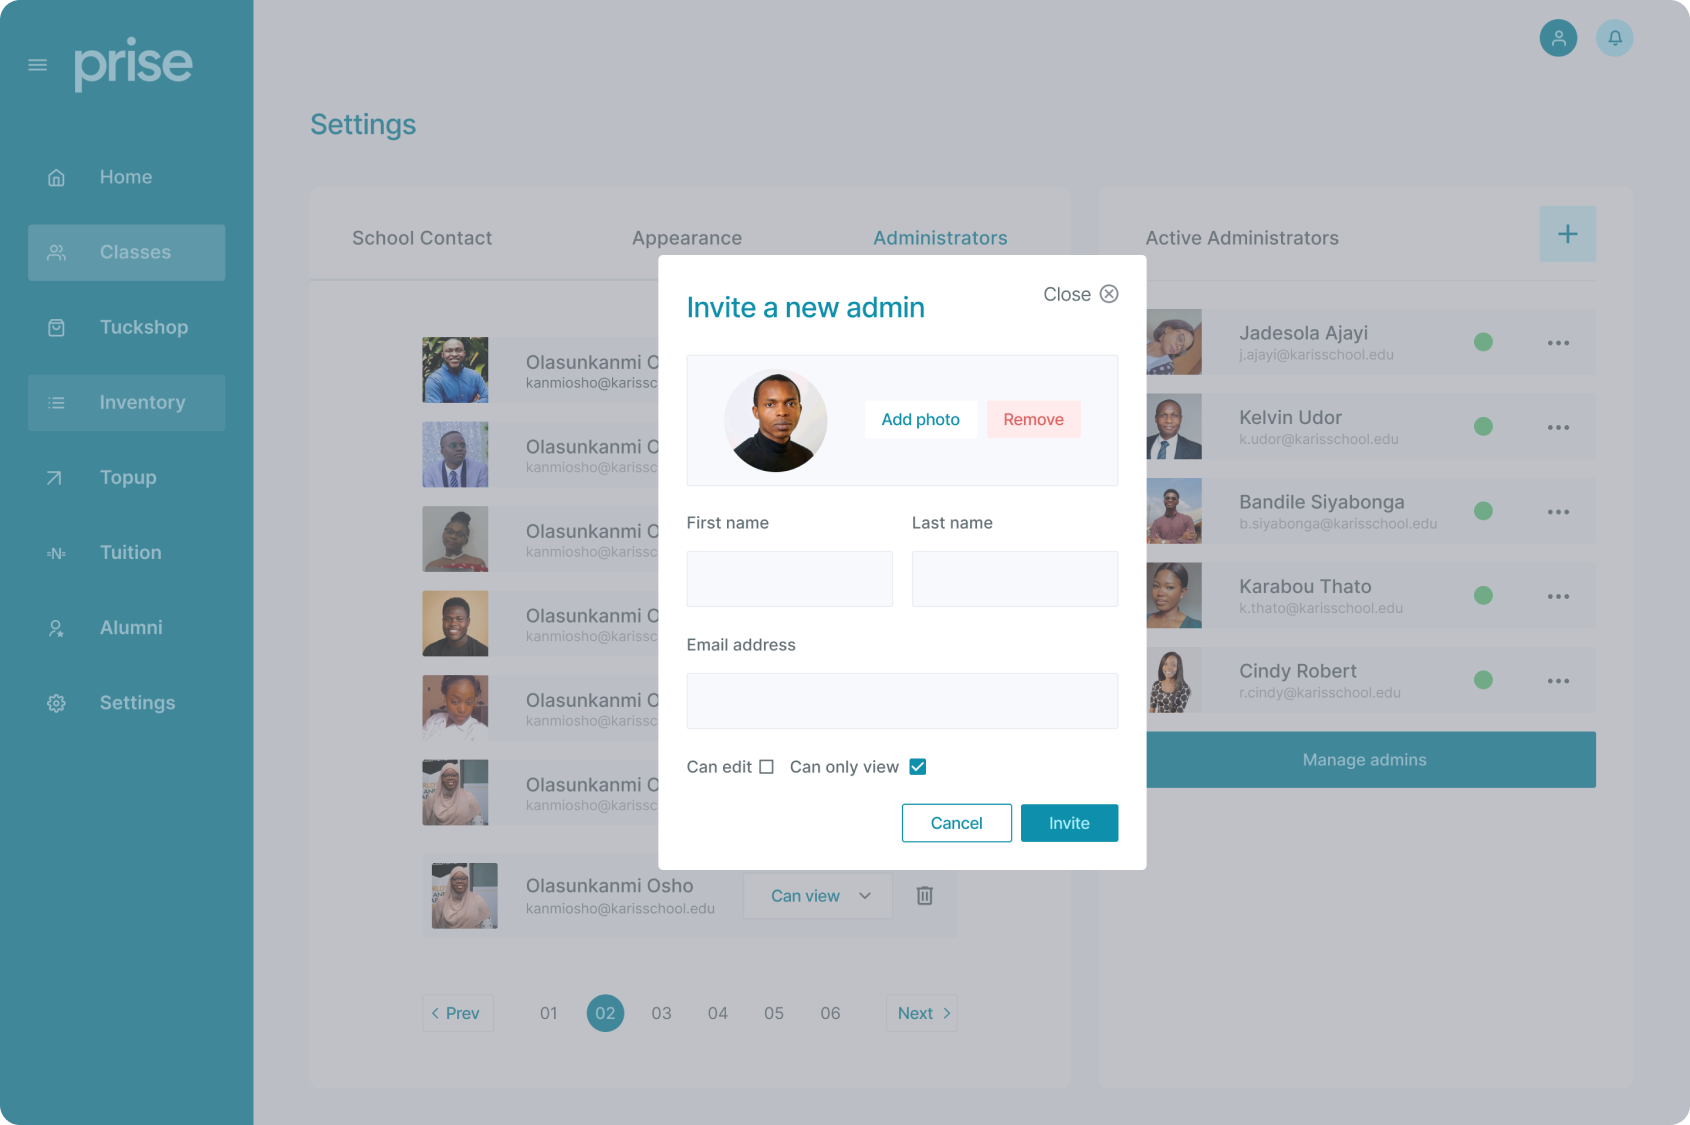 prise
Home
Classes
Tuckshop
Inventory
Topup
Tuition
Alumni
Settings
Settings
School Contact
Appearance
Administrators
Olasunkanmi O
kanmiosho@karissc
Olasunkanmi O
kanmiosho@karissc
Olasunkanmi O
kanmiosho@karissc
Olasunkanmi O
kanmiosho@karissc
Olasunkanmi O
kanmiosho@karissc
Olasunkanmi O
kanmiosho@karissc
Olasunkanmi Osho
kanmiosho@karisschool.edu
Can view
Prev
01
02
03
04
05
06
Next
Invite a new admin
Close
Add photo
Remove
First name
Last name
Email address
Can edit
Can only view
Cancel
Invite
Active Administrators
Jadesola Ajayi
j.ajayi@karisschool.edu
Kelvin Udor
k.udor@karisschool.edu
Bandile Siyabonga
b.siyabonga@karisschool.edu
Karabou Thato
k.thato@karisschool.edu
Cindy Robert
r.cindy@karisschool.edu
Manage admins